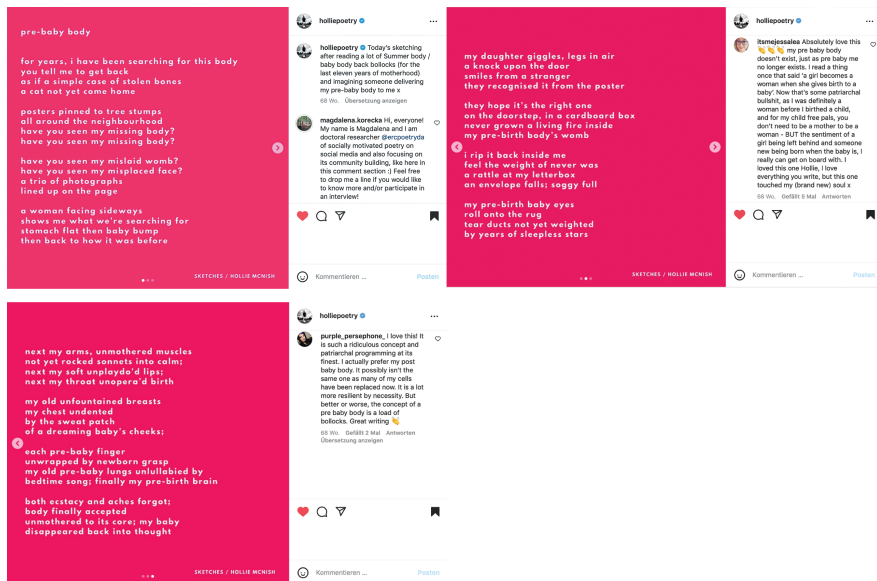 pre-baby body
for years, i have been searching for this body
you tell me to get back
as if a simple case of stolen bones
a cat not yet come home
posters pinned to tree stumps
all around the neighbourhood
have you seen my missing body?
have you seen my missing body?
have you seen my mislaid womb?
have you seen my misplaced face?
a trio of photographs
lined up on the page
a woman facing sideways
shows me what we're searching for
stomach flat then baby bump
then back to how it was before
SKETCHES / HOLLIE MCNISH
holliepoetry
holliepoetry Today's sketching
after reading a lot of Summer body /
baby body back bollocks (for the
last eleven years of motherhood)
and imagining someone delivering
my pre-baby body to me x
68 Wo. Übersetzung anzeigen
magdalena.korecka Hi, everyone!
My name is Magdalena and I am
doctoral researcher @ercpoetryda
of socially motivated poetry on
social media and also focusing on
its community building, like here in
this comment section :) Feel free
to drop me a line if you would like
to know more and/or participate in
an interview!
Kommentieren ...
Posten
my daughter giggles, legs in air
a knock upon the door
smiles from a stranger
they recognised it from the poster
they hope it's the right one
on the doorstep, in a cardboard box
never grown a living fire inside
my pre-birth body's womb
i rip it back inside me
feel the weight of never was
a rattle at my letterbox
an envelope falls; soggy full
my pre-birth baby eyes
roll onto the rug
tear ducts not yet weighted
by years of sleepless stars
SKETCHES / HOLLIE MCNISH
holliepoetry
itsmejessalea Absolutely love this
👏👏👏 my pre baby body
doesn't exist, just as pre baby me
no longer exists. I read a thing
once that said 'a girl becomes a
woman when she gives birth to a
baby'. Now that's some patriarchal
bullshit, as I was definitely a
woman before I birthed a child,
and for my child free pals, you
don't need to be a mother to be a
woman - BUT the sentiment of a
girl being left behind and someone
new being born when the baby is, I
really can get on board with. I
loved this one Hollie, I love
everything you write, but this one
touched my (brand new) soul x
68 Wo. Gefällt 5 Mal Antworten
Kommentieren ...
Posten
next my arms, unmothered muscles
not yet rocked sonnets into calm;
next my soft unplaydo'd lips;
next my throat unopera'd birth
my old unfountained breasts
my chest undented
by the sweat patch
of a dreaming baby's cheeks;
each pre-baby finger
unwrapped by newborn grasp
my old pre-baby lungs unlullabied by
bedtime song; finally my pre-birth brain
both ecstacy and aches forgot;
body finally accepted
unmothered to its core; my baby
disappeared back into thought
SKETCHES / HOLLIE MCNISH
holliepoetry
purple_persephone_ I love this! It
is such a ridiculous concept and
patriarchal programming at its
finest. I actually prefer my post
baby body. It possibly isn't the
same one as many of my cells
have been replaced now. It is a lot
more resilient by necessity. But
better or worse, the concept of a
pre baby body is a load of
bollocks. Great writing 👏
68 Wo. Gefällt 2 Mal Antworten
Übersetzung anzeigen
Kommentieren ...
Posten